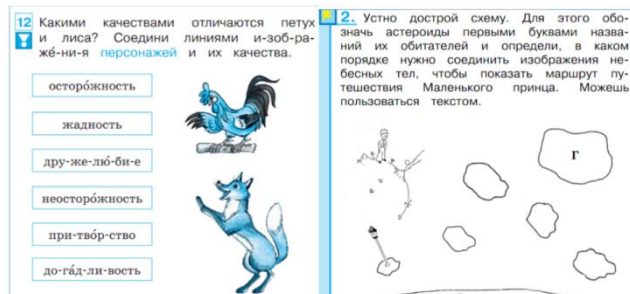 12 Какими качествами отличаются петух
и лиса? Соедини линиями и-зоб-ра-
же́-ни-я персонажей и их качества.
осторо́жность
жадность
дру-же-лю́-би-е
неосторо́жность
при-тво́р-ство
до-га́д-ли-вость
2. Устно дострой схему. Для этого обо-
значь астероиды первыми буквами назва-
ний их обитателей и определи, в каком
порядке нужно соединить изображения не-
бесных тел, чтобы показать маршрут пу-
тешествия Маленького принца. Можешь
пользоваться текстом.
Г